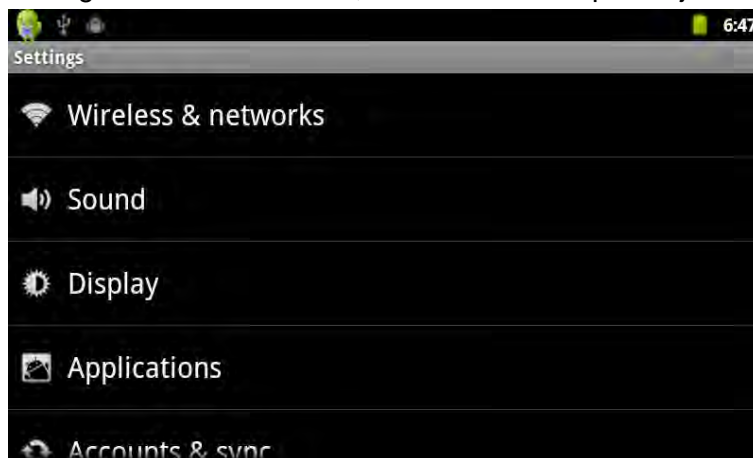 6:47
Settings
Wireless & networks
Sound
Display
Applications
Accounts & sync